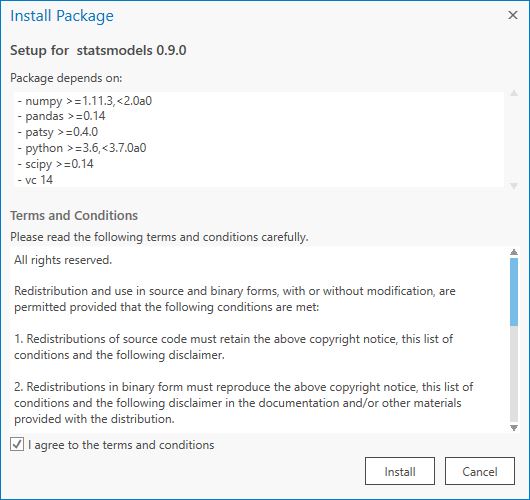 Install Package
Setup for statsmodels 0.9.0
Package depends on:
- numpy >=1.11.3,<2.0a0
- pandas >=0.14
- patsy >=0.4.0
- python >=3.6,<3.7.0a0
- scipy >=0.14
- vc 14
Terms and Conditions
Please read the following terms and conditions carefully.
All rights reserved.
Redistribution and use in source and binary forms, with or without modification, are
permitted provided that the following conditions are met:
1. Redistributions of source code must retain the above copyright notice, this list of
conditions and the following disclaimer.
2. Redistributions in binary form must reproduce the above copyright notice, this list of
conditions and the following disclaimer in the documentation and/or other materials
provided with the distribution.
I agree to the terms and conditions
Install Cancel